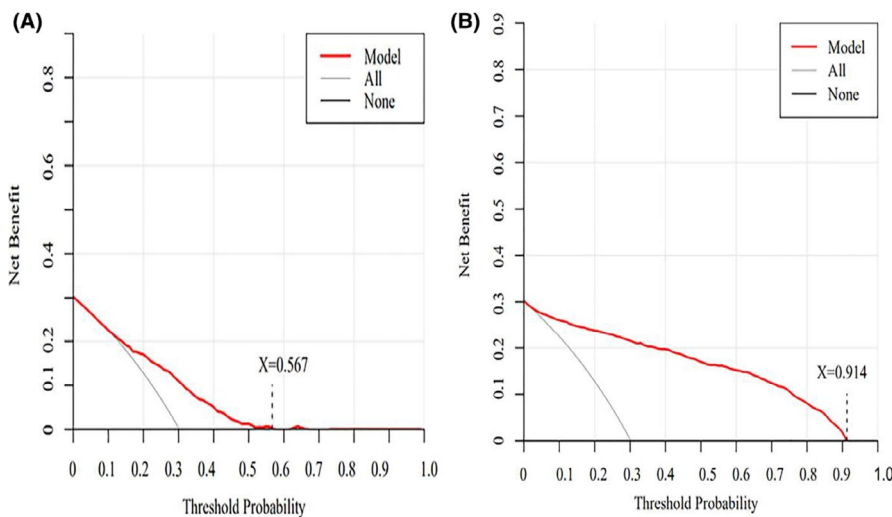 (A)
Model
All
None
Net Benefit
0.8
0.6
0.4
0.2
0.1
0
X=0.567
0 0.1 0.2 0.3 0.4 0.5 0.6 0.7 0.8 0.9 1.0
Threshold Probability
(B)
Model
All
None
Net Benefit
0.9
0.8
0.7
0.6
0.5
0.4
0.3
0.2
0.1
0
X=0.914
0 0.1 0.2 0.3 0.4 0.5 0.6 0.7 0.8 0.9 1.0
Threshold Probability